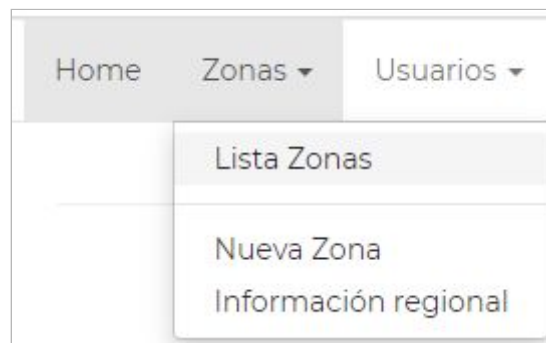 Home Zonas Usuarios
Lista Zonas
Nueva Zona
Información regional